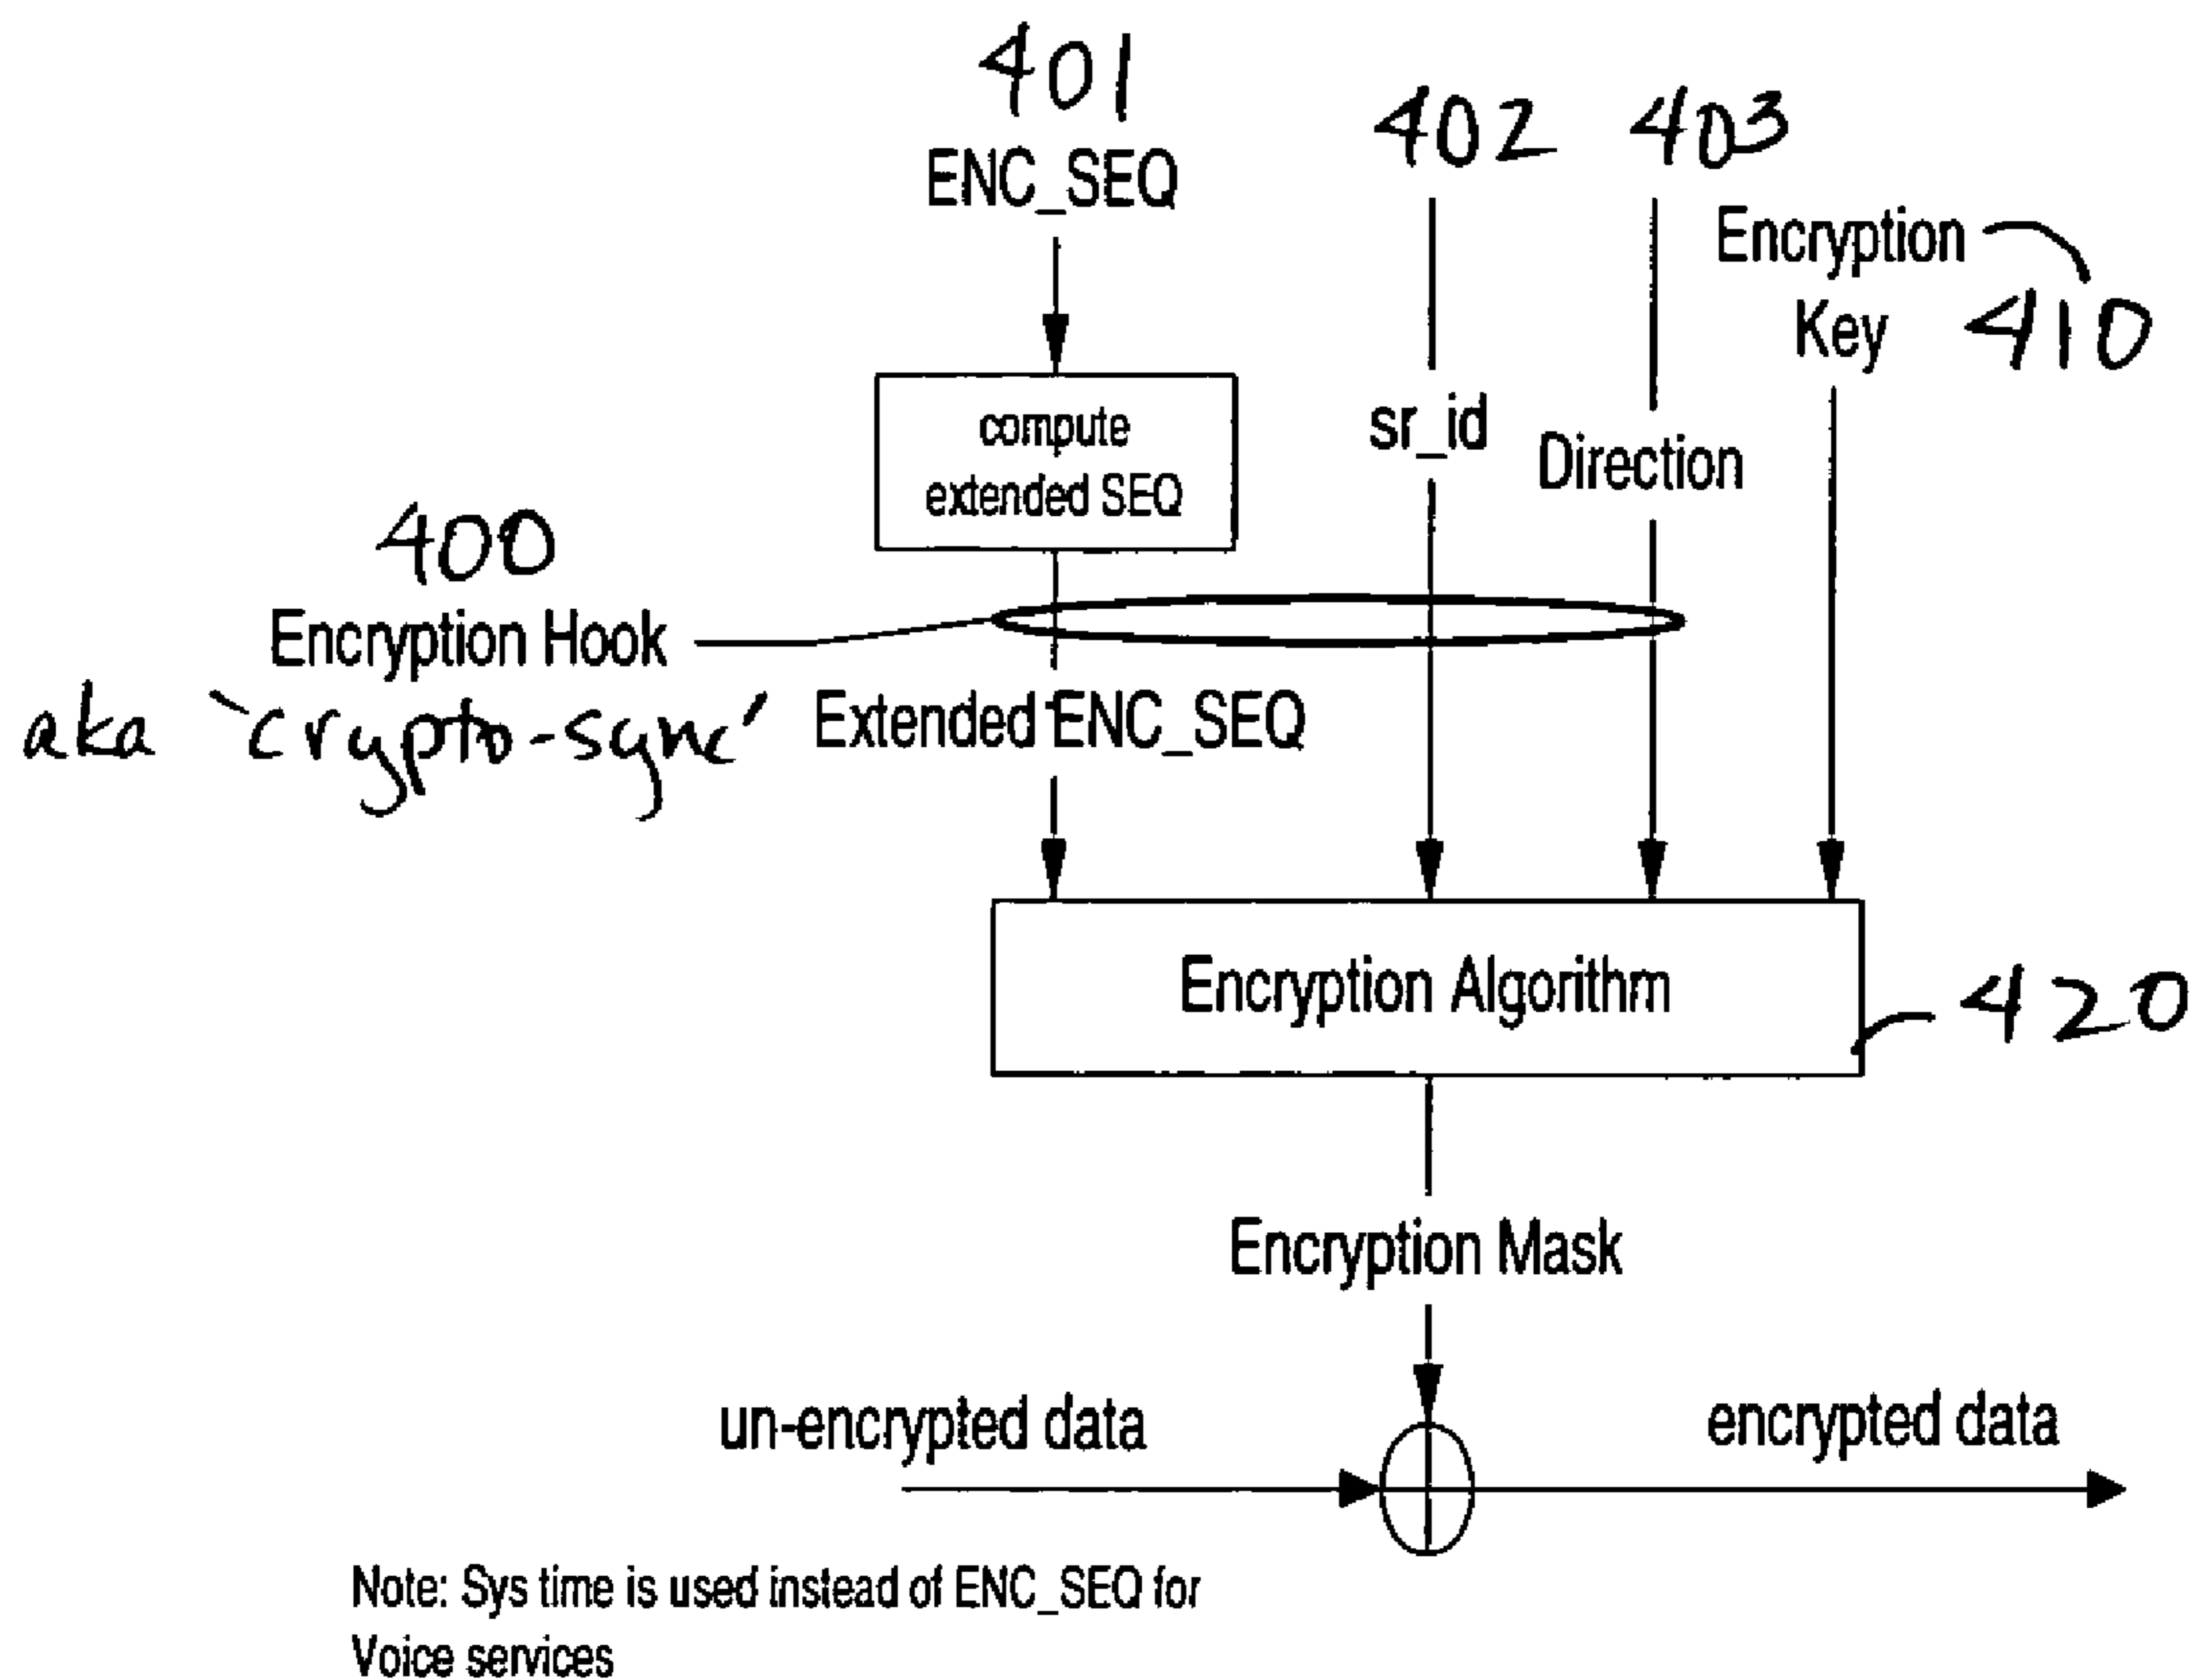 401
ENC_SEQ
402
403
Encryption
Key
410
compute
extended SEQ
sr_id
Direction
400
Encryption Hook
aka `crypto-sync'
Extended ENC_SEQ
Encryption Algorithm
420
Encryption Mask
un-encrypted data
encrypted data
Note: Sys time is used instead of ENC_SEQ for
Voice services